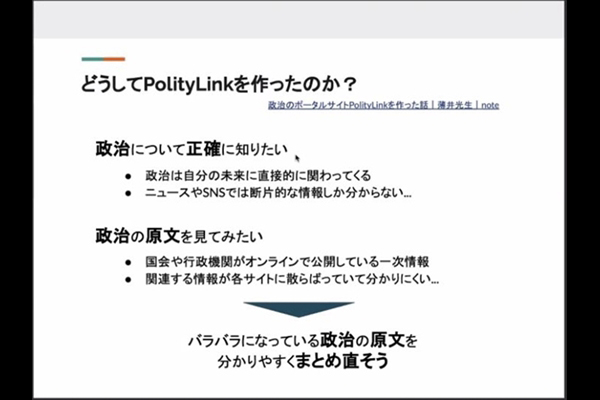 どうしてPolityLinkを作ったのか？
政治のポータルサイトPolityLinkを作った話｜薄井光生｜note
政治について正確に知りたい
● 政治は自分の未来に直接的に関わってくる
● ニュースやSNSでは断片的な情報しか分からない...
政治の原文を見てみたい
● 国会や行政機関がオンラインで公開している一次情報
● 関連する情報が各サイトに散らばっていて分かりにくい...
バラバラになっている政治の原文を
分かりやすくまとめ直そう